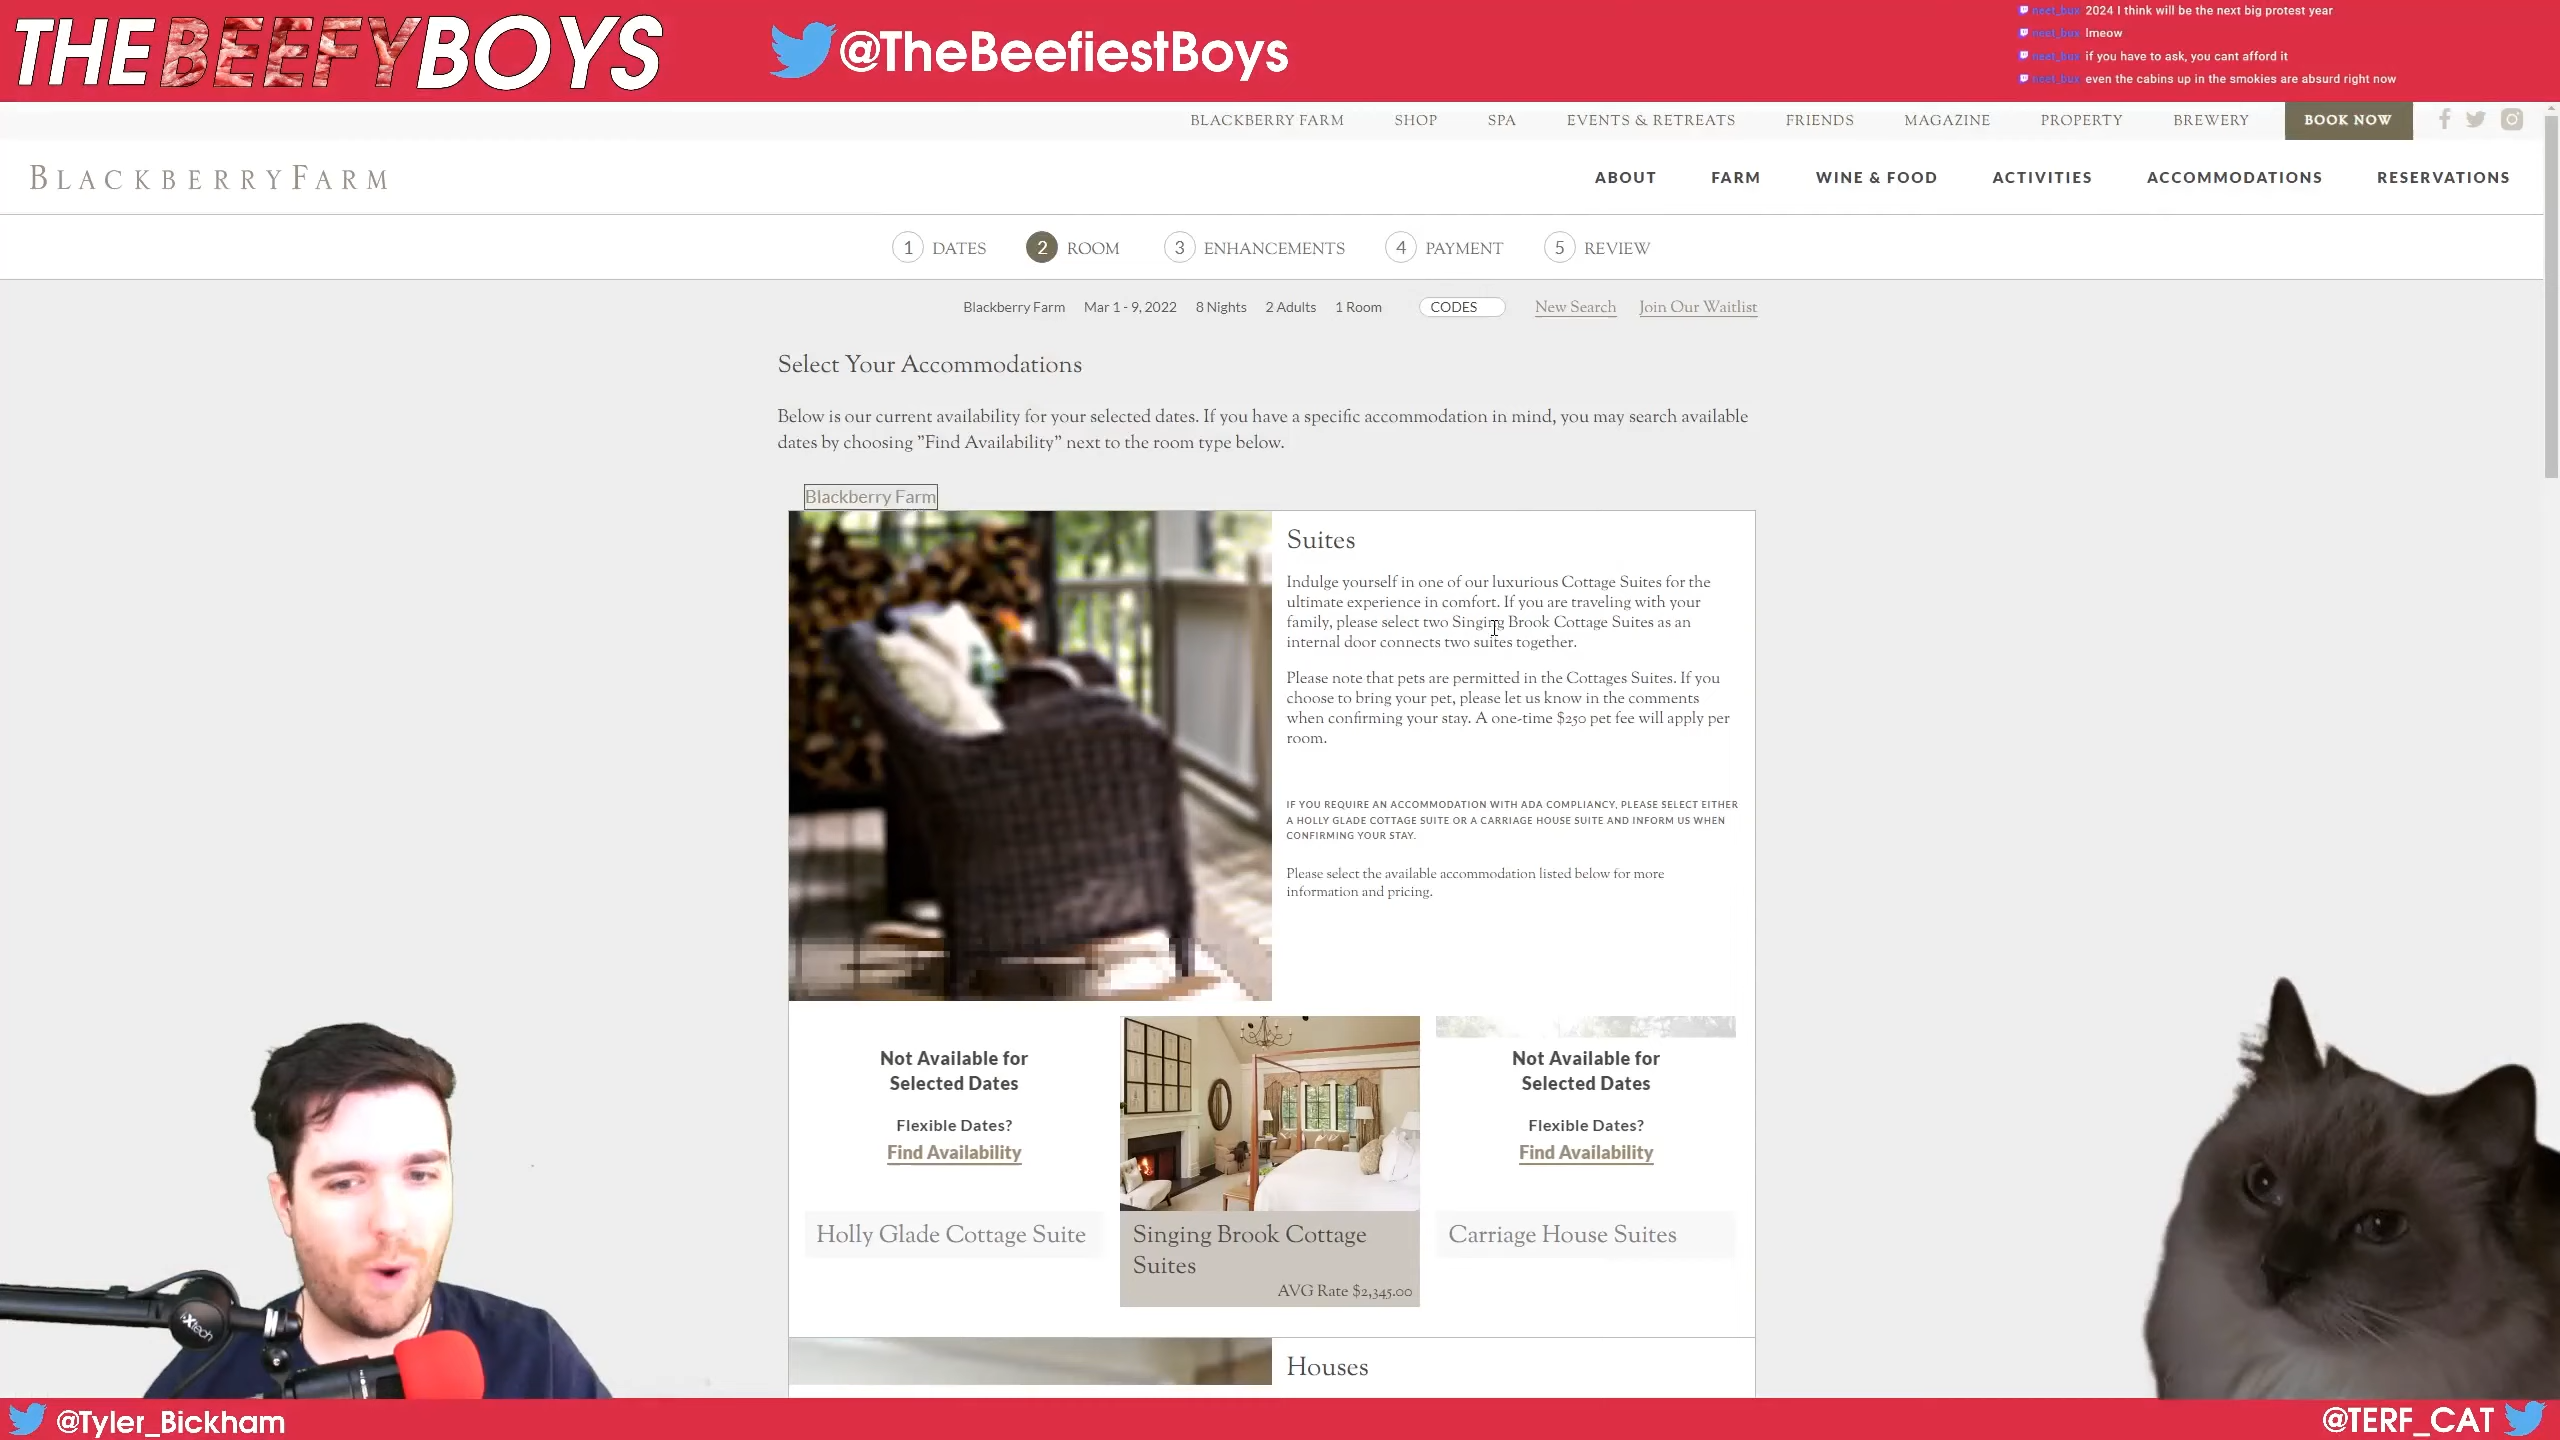 THEBEEFYBOYS
@TheBeefiestBoys
neet_bux 2024 I think will be the next big protest year
neet_bux lmeow
neet_bux if you have to ask, you cant afford it
neet_bux even the cabins up in the smokies are absurd right now
BLACKBERRY FARM SHOP SPA EVENTS & RETREATS FRIENDS MAGAZINE PROPERTY BREWERY BOOK NOW
BLACKBERRYFARM
ABOUT FARM WINE & FOOD ACTIVITIES ACCOMMODATIONS RESERVATIONS
1 DATES 2 ROOM 3 ENHANCEMENTS 4 PAYMENT 5 REVIEW
Blackberry Farm Mar 1 - 9, 2022 8 Nights 2 Adults 1 Room CODES New Search Join Our Waitlist
Select Your Accommodations
Below is our current availability for your selected dates. If you have a specific accommodation in mind, you may search available
dates by choosing "Find Availability" next to the room type below.
Blackberry Farm
Suites
Indulge yourself in one of our luxurious Cottage Suites for the
ultimate experience in comfort. If you are traveling with your
family, please select two Singing Brook Cottage Suites as an
internal door connects two suites together.
Please note that pets are permitted in the Cottages Suites. If you
choose to bring your pet, please let us know in the comments
when confirming your stay. A one-time $250 pet fee will apply per
room.
IF YOU REQUIRE AN ACCOMMODATION WITH ADA COMPLIANCY, PLEASE SELECT EITHER
A HOLLY GLADE COTTAGE SUITE OR A CARRIAGE HOUSE SUITE AND INFORM US WHEN
CONFIRMING YOUR STAY.
Please select the available accommodation listed below for more
information and pricing.
Not Available for
Selected Dates
Flexible Dates?
Find Availability
Holly Glade Cottage Suite
Singing Brook Cottage
Suites
AVG Rate $2,345.00
Not Available for
Selected Dates
Flexible Dates?
Find Availability
Carriage House Suites
Houses
@Tyler_Bickham
@TERF_CAT